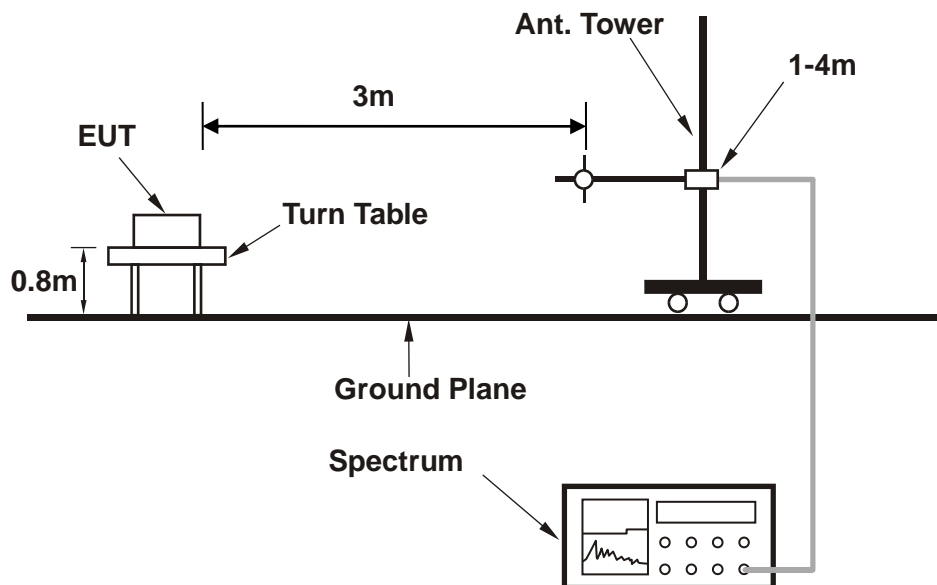 Ant. Tower
1-4m
3m
EUT
Turn Table
0.8m
Ground Plane
Spectrum